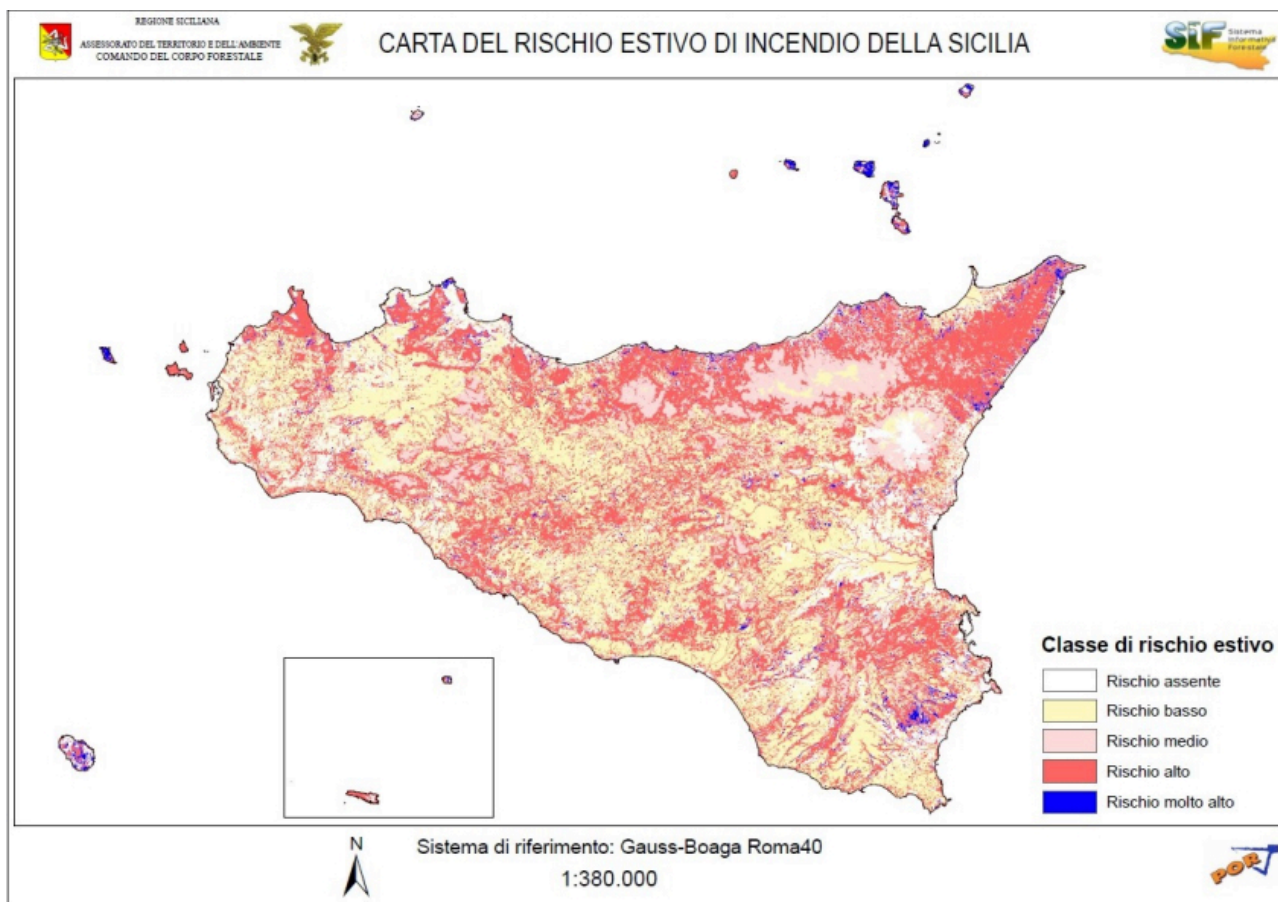 REGIONE SICILIANA
ASSESSORATO DEL TERRITORIO E DELL'AMBIENTE
COMANDO DEL CORPO FORESTALE
CARTA DEL RISCHIO ESTIVO DI INCENDIO DELLA SICILIA
SIF Sistema
Informativo
Forestale
Classe di rischio estivo
Rischio assente
Rischio basso
Rischio medio
Rischio alto
Rischio molto alto
N
Sistema di riferimento: Gauss-Boaga Roma40
1:380.000
POR